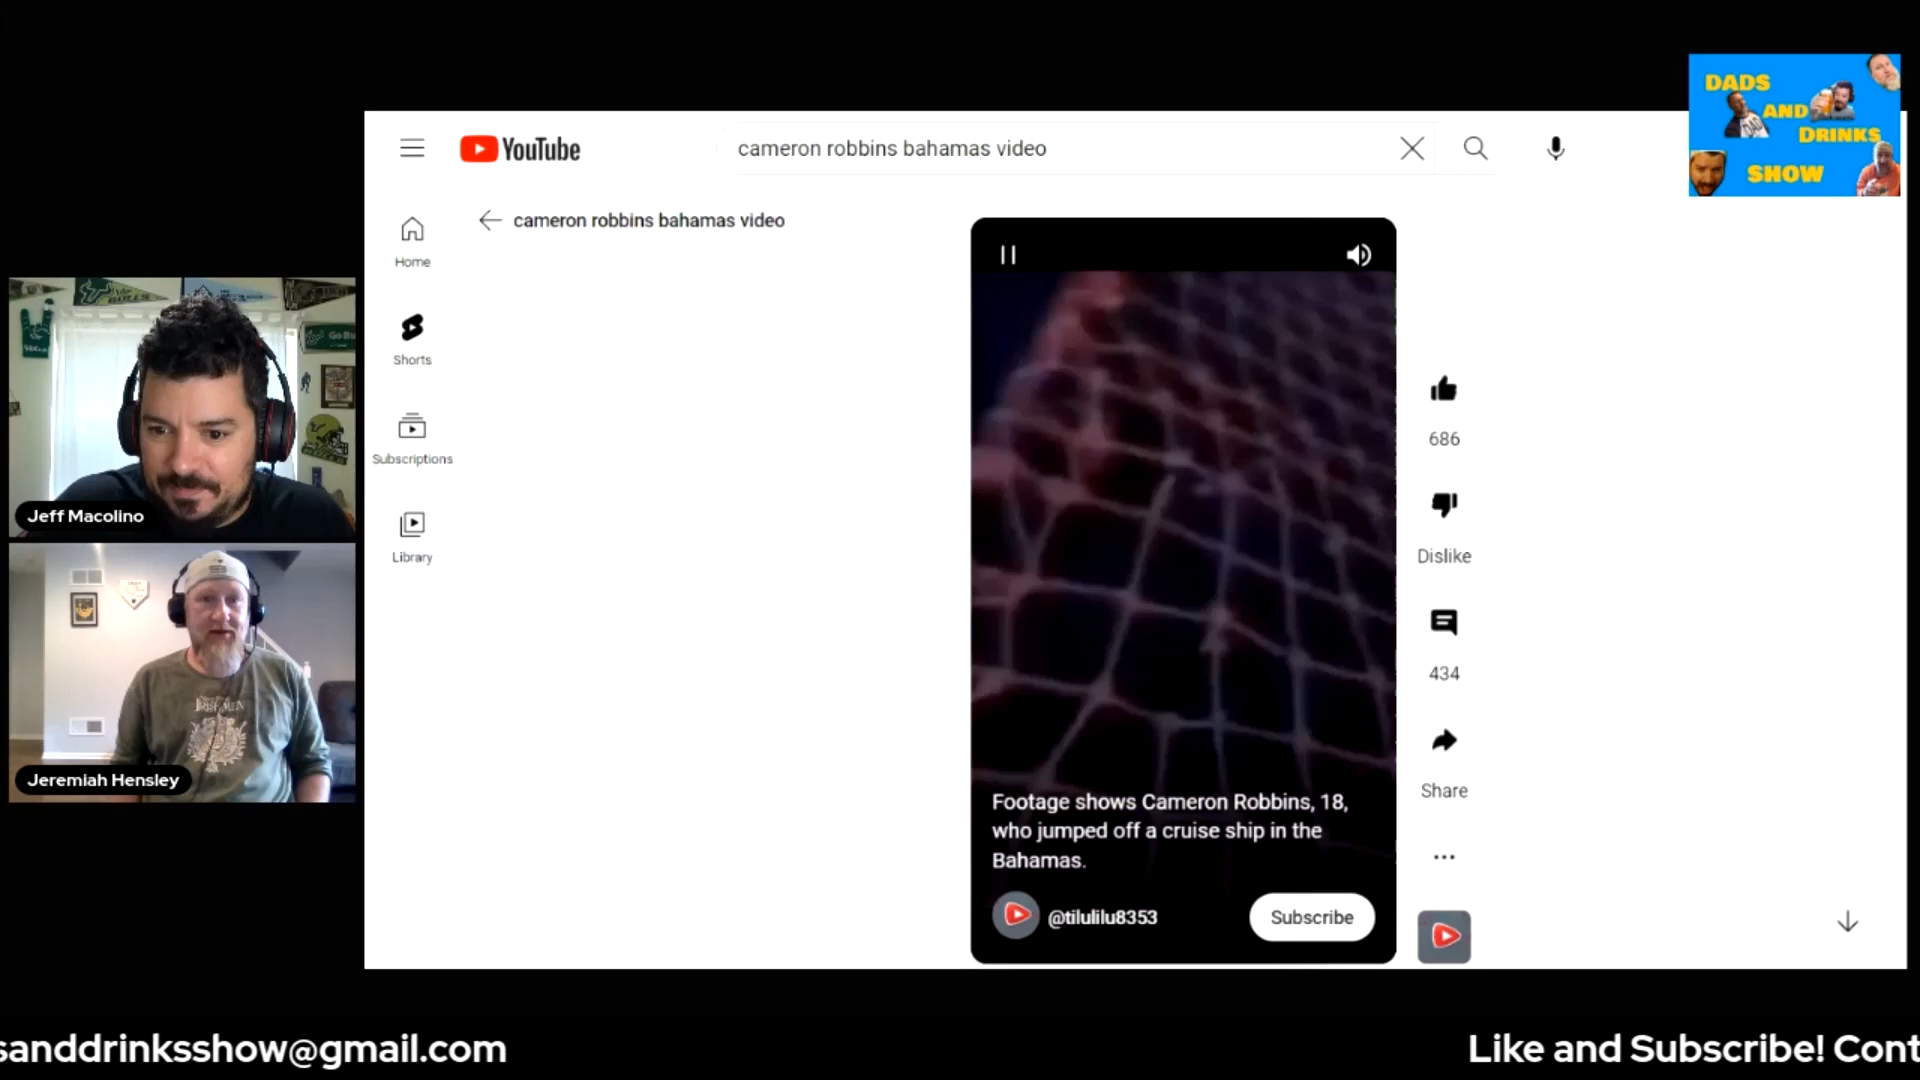 DADS
AND
DRINKS
SHOW
YouTube
cameron robbins bahamas video
cameron robbins bahamas video
Home
Shorts
Subscriptions
Library
Jeff Macolino
Jeremiah Hensley
686
Dislike
434
Share
Footage shows Cameron Robbins, 18,
who jumped off a cruise ship in the
Bahamas.
@tilulilu8353
Subscribe
sanddrinksshow@gmail.com
Like and Subscribe! Cont